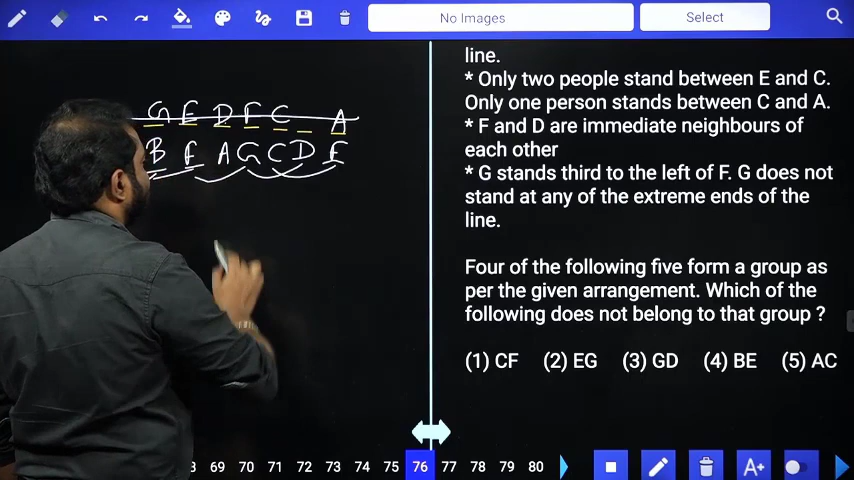 No Images
Select
line.
* Only two people stand between E and C.
Only one person stands between C and A.
* F and D are immediate neighbours of
each other
* G stands third to the left of F. G does not
stand at any of the extreme ends of the
line.
G E D F C A
B E A G C D F
Four of the following five form a group as
per the given arrangement. Which of the
following does not belong to that group ?
(1) CF (2) EG (3) GD (4) BE (5) AC
69 70 71 72 73 74 75 76 77 78 79 80
A+